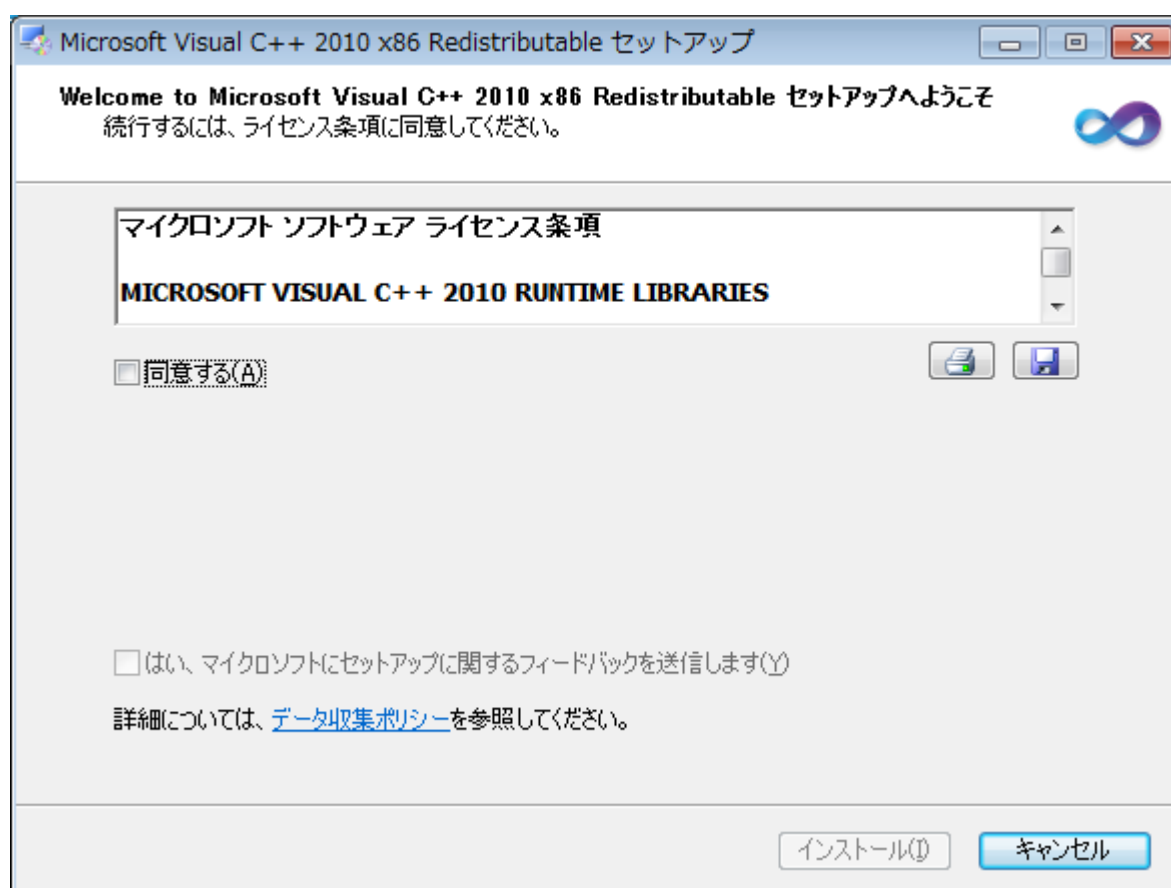 Microsoft Visual C++ 2010 x86 Redistributable セットアップ
Welcome to Microsoft Visual C++ 2010 x86 Redistributable セットアップへようこそ
続行するには、ライセンス条項に同意してください。
マイクロソフト ソフトウェア ライセンス条項
MICROSOFT VISUAL C++ 2010 RUNTIME LIBRARIES
同意する(A)
はい、マイクロソフトにセットアップに関するフィードバックを送信します(Y)
詳細については、データ収集ポリシーを参照してください。
インストール(I)
キャンセル